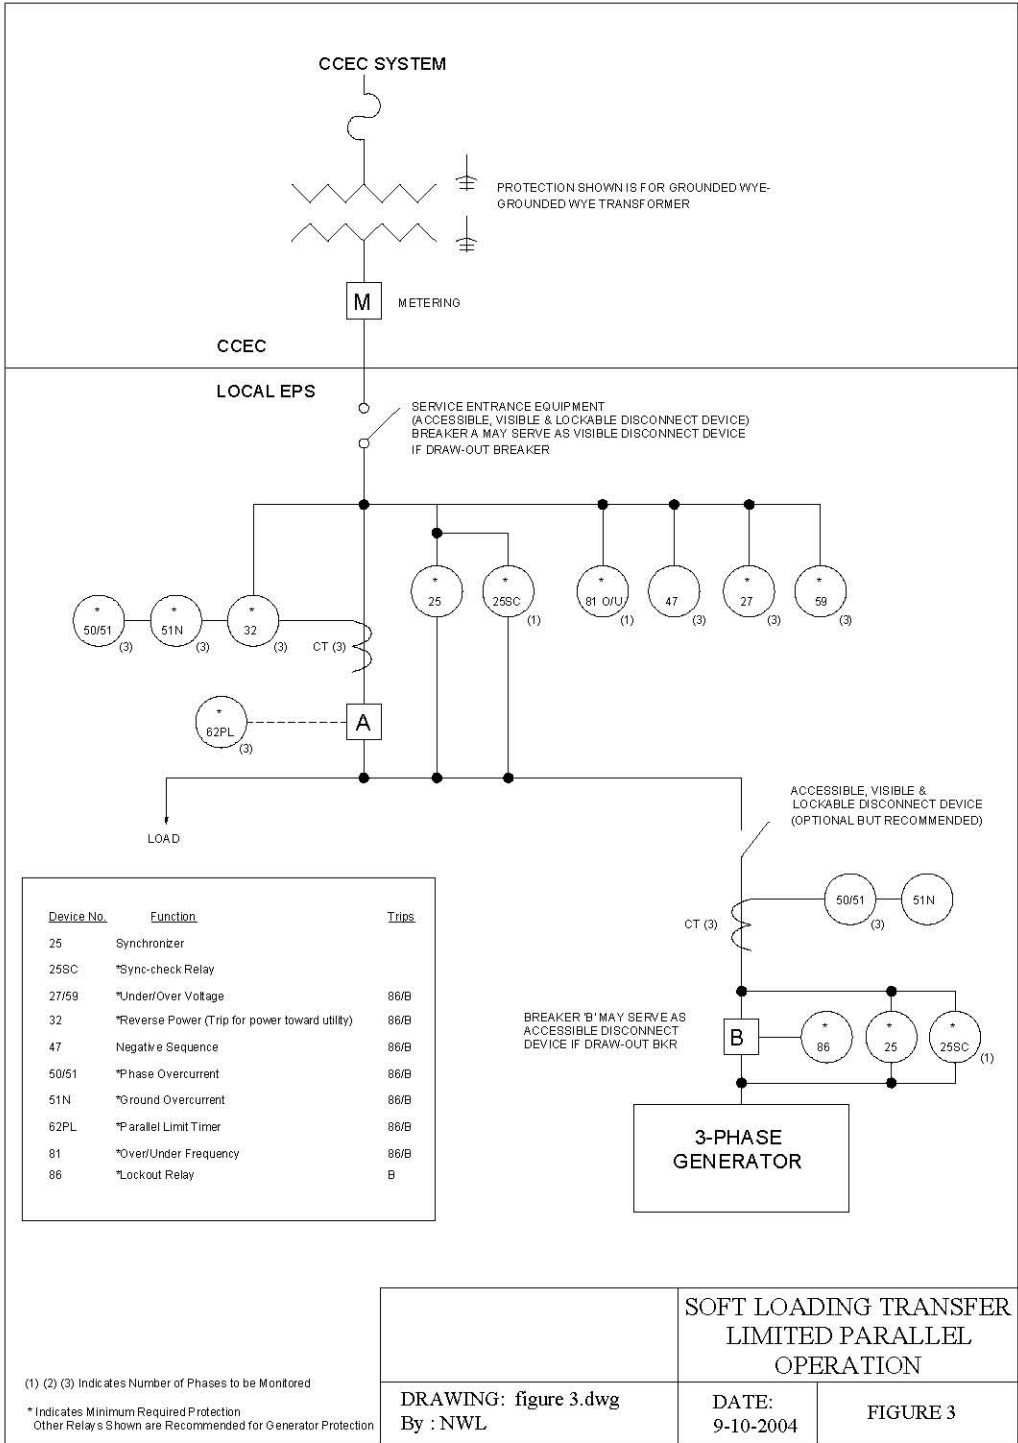 CCEC SYSTEM
PROTECTION SHOWN IS FOR GROUNDED WYE-
GROUNDED WYE TRANSFORMER
M
METERING
CCEC
LOCAL EPS
SERVICE ENTRANCE EQUIPMENT
(ACCESSIBLE, VISIBLE & LOCKABLE DISCONNECT DEVICE)
BREAKER A MAY SERVE AS VISIBLE DISCONNECT DEVICE
IF DRAW-OUT BREAKER
* 25
* 25SC (1)
* 81 O/U (1)
47 (3)
* 27 (3)
* 59 (3)
* 50/51 (3)
* 51N (3)
* 32 (3)
CT (3)
* 62PL (3)
A
LOAD
ACCESSIBLE, VISIBLE &
LOCKABLE DISCONNECT DEVICE
(OPTIONAL BUT RECOMMENDED)
50/51 (3)
51N
CT (3)
BREAKER 'B' MAY SERVE AS
ACCESSIBLE DISCONNECT
DEVICE IF DRAW-OUT BKR
B
* 86
* 25
* 25SC (1)
3-PHASE
GENERATOR
Device No. Function Trips
25 Synchronizer
25SC *Sync-check Relay
27/59 *Under/Over Voltage 86/B
32 *Reverse Power (Trip for power toward utility) 86/B
47 Negative Sequence 86/B
50/51 *Phase Overcurrent 86/B
51N *Ground Overcurrent 86/B
62PL *Parallel Limit Timer 86/B
81 *Over/Under Frequency 86/B
86 *Lockout Relay B
(1) (2) (3) Indicates Number of Phases to be Monitored
* Indicates Minimum Required Protection
Other Relays Shown are Recommended for Generator Protection
SOFT LOADING TRANSFER
LIMITED PARALLEL
OPERATION
DRAWING: figure 3.dwg
By : NWL
DATE:
9-10-2004
FIGURE 3